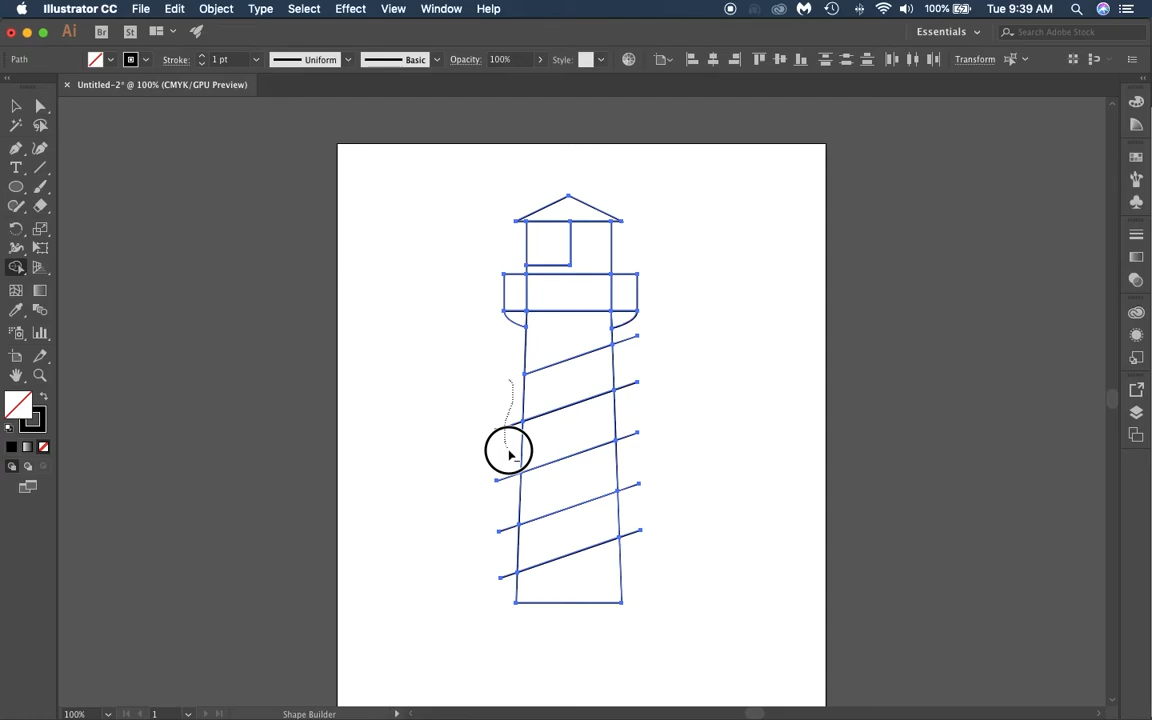 Illustrator CC File Edit Object Type Select Effect View Window Help 100% Tue 9:39 AM
Ai Br St Essentials Search Adobe Stock
Path Stroke: 1 pt Uniform Basic Opacity: 100% Style: Transform
× Untitled-2* @ 100% (CMYK/GPU Preview)
T
100% 1 Shape Builder